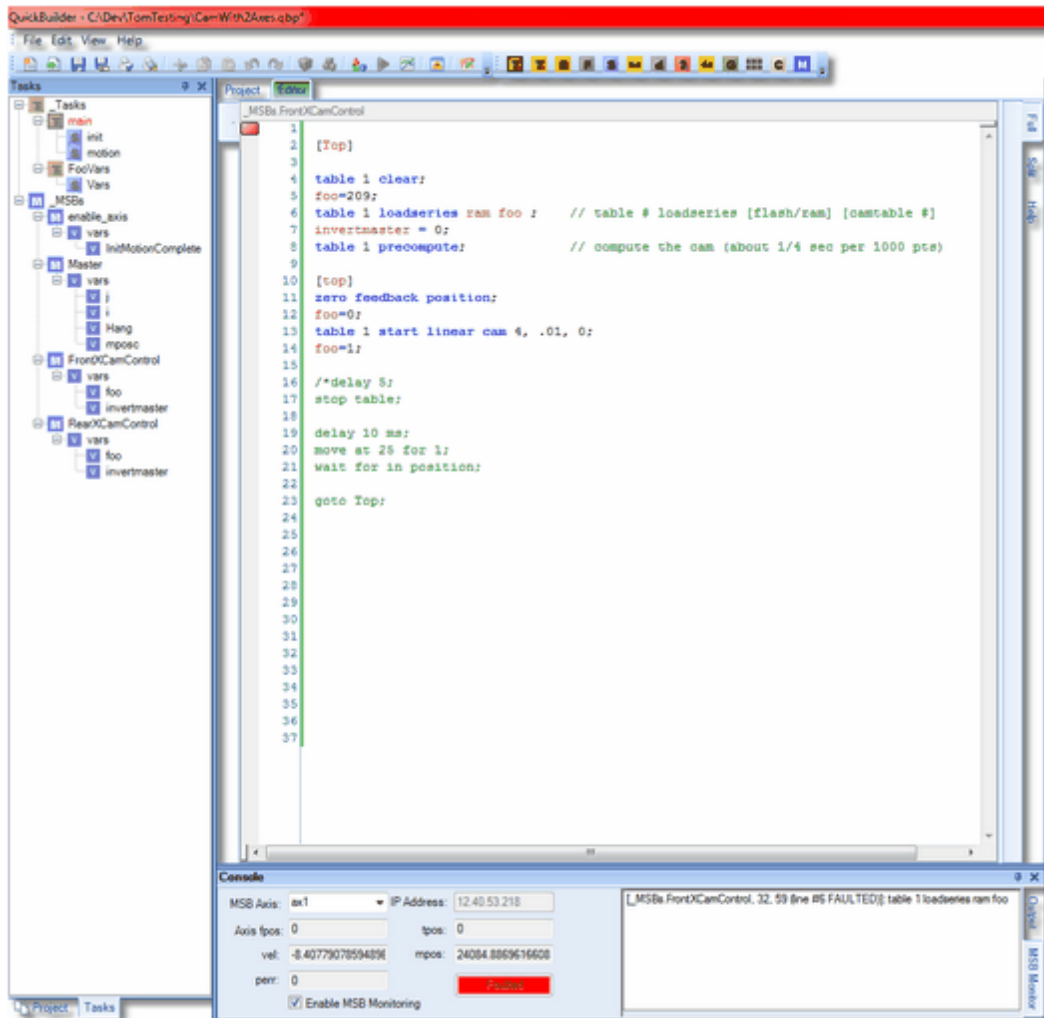 QuickBuilder - C:\Dev\TomTesting\CamWith2Axes.qbp*
File Edit View Help
Tasks
_Tasks
main
init
motion
FooVars
Vars
_MSBs
enable_axis
vars
InitMotionComplete
Master
vars
j
i
Hang
mposc
FrontXCamControl
vars
foo
invertmaster
RearXCamControl
vars
foo
invertmaster
Project Tasks
Project Editor
_MSBs.FrontXCamControl
1
2 [Top]
3
4 table 1 clear;
5 foo=209;
6 table 1 loadseries ram foo ; // table # loadseries [flash/ram] [camtable #]
7 invertmaster = 0;
8 table 1 precompute; // compute the cam (about 1/4 sec per 1000 pts)
9
10 [top]
11 zero feedback position;
12 foo=0;
13 table 1 start linear cam 4, .01, 0;
14 foo=1;
15
16 /*delay 5;
17 stop table;
18
19 delay 10 ms;
20 move at 25 for 1;
21 wait for in position;
22
23 goto Top;
24
25
26
27
28
29
30
31
32
33
34
35
36
37
Full
Split
Help
Console
MSB Axis: ax1 IP Address: 12.40.53.218
Axis fpos: 0 tpos: 0
vel: -8.40779078594896 mpos: 24084.8869616608
perr: 0 Faulted
Enable MSB Monitoring
[_MSBs.FrontXCamControl, 32, 59 (line #6 FAULTED)]: table 1 loadseries ram foo
Output
MSB Monitor